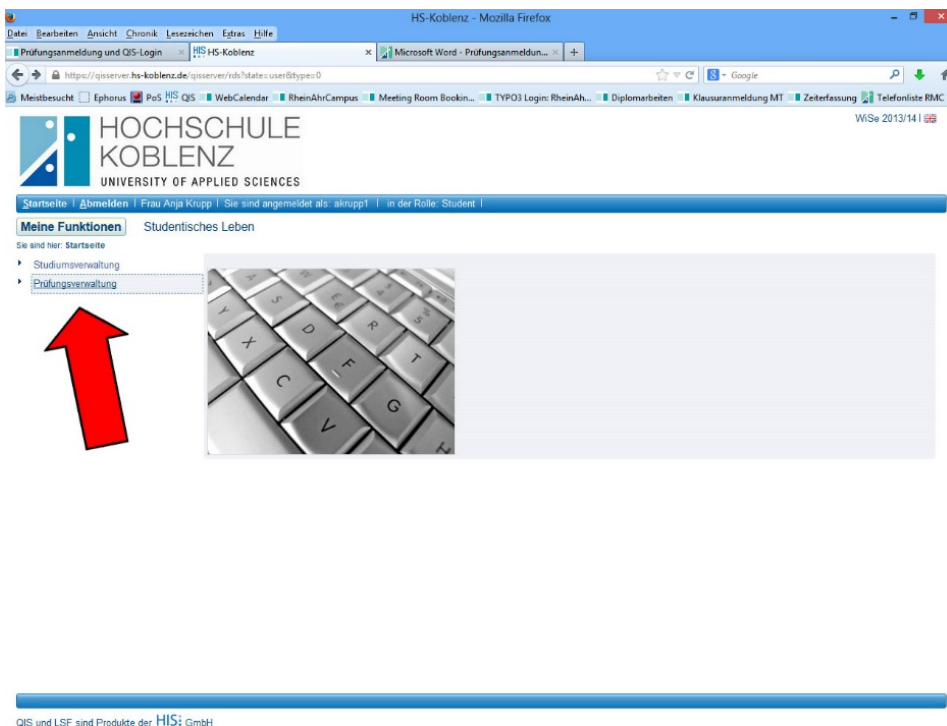 HS-Koblenz - Mozilla Firefox
Datei Bearbeiten Ansicht Chronik Lesezeichen Extras Hilfe
Prüfungsanmeldung und QIS-Login × HIS HS-Koblenz × Microsoft Word - Prüfungsanmeldun... × +
https://qisserver.hs-koblenz.de/qisserver/rds?state=user&type=0 Google
Meistbesucht Ephorus PoS HIS QIS WebCalendar RheinAhrCampus Meeting Room Bookin... TYPO3 Login: RheinAh... Diplomarbeiten Klausuranmeldung MT Zeiterfassung Telefonliste RMC
WiSe 2013/14 |
HOCHSCHULE
KOBLENZ
UNIVERSITY OF APPLIED SCIENCES
Startseite | Abmelden | Frau Anja Krupp | Sie sind angemeldet als: akrupp1 | in der Rolle: Student |
Meine Funktionen Studentisches Leben
Sie sind hier: Startseite
Studiumsverwaltung
Prüfungsverwaltung
Y X C V S D F R T G H
QIS und LSF sind Produkte der HIS: GmbH